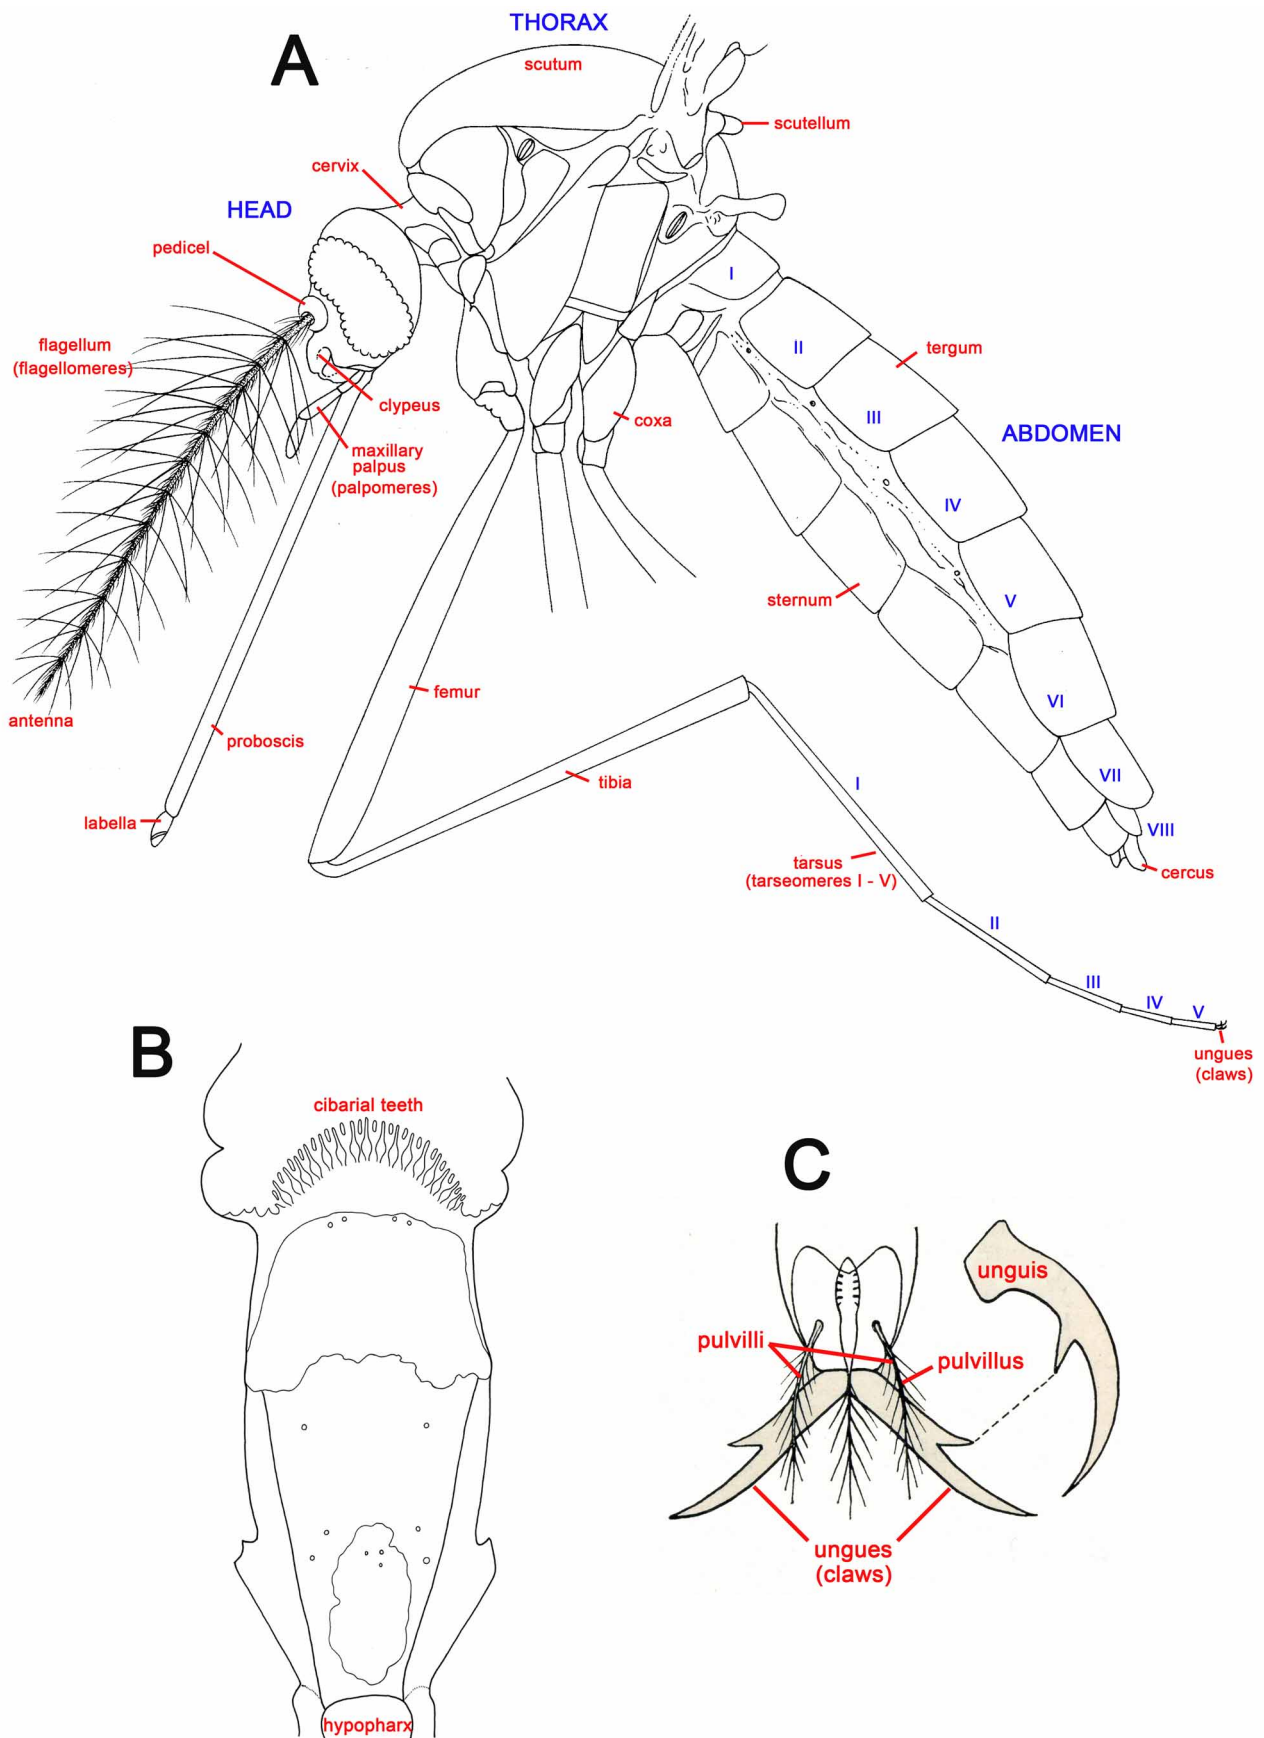 A
THORAX
scutum
scutellum
cervix
HEAD
pedicel
I
flagellum
(flagellomeres)
II
tergum
clypeus
III
coxa
ABDOMEN
maxillary
palpus
(palpomeres)
IV
sternum
V
femur
VI
antenna
proboscis
tibia
I
VII
labella
VIII
tarsus
(tarseomeres I - V)
cercus
II
III
IV
V
ungues
(claws)
B
cibarial teeth
hypopharx
C
unguis
pulvilli
pulvillus
ungues
(claws)